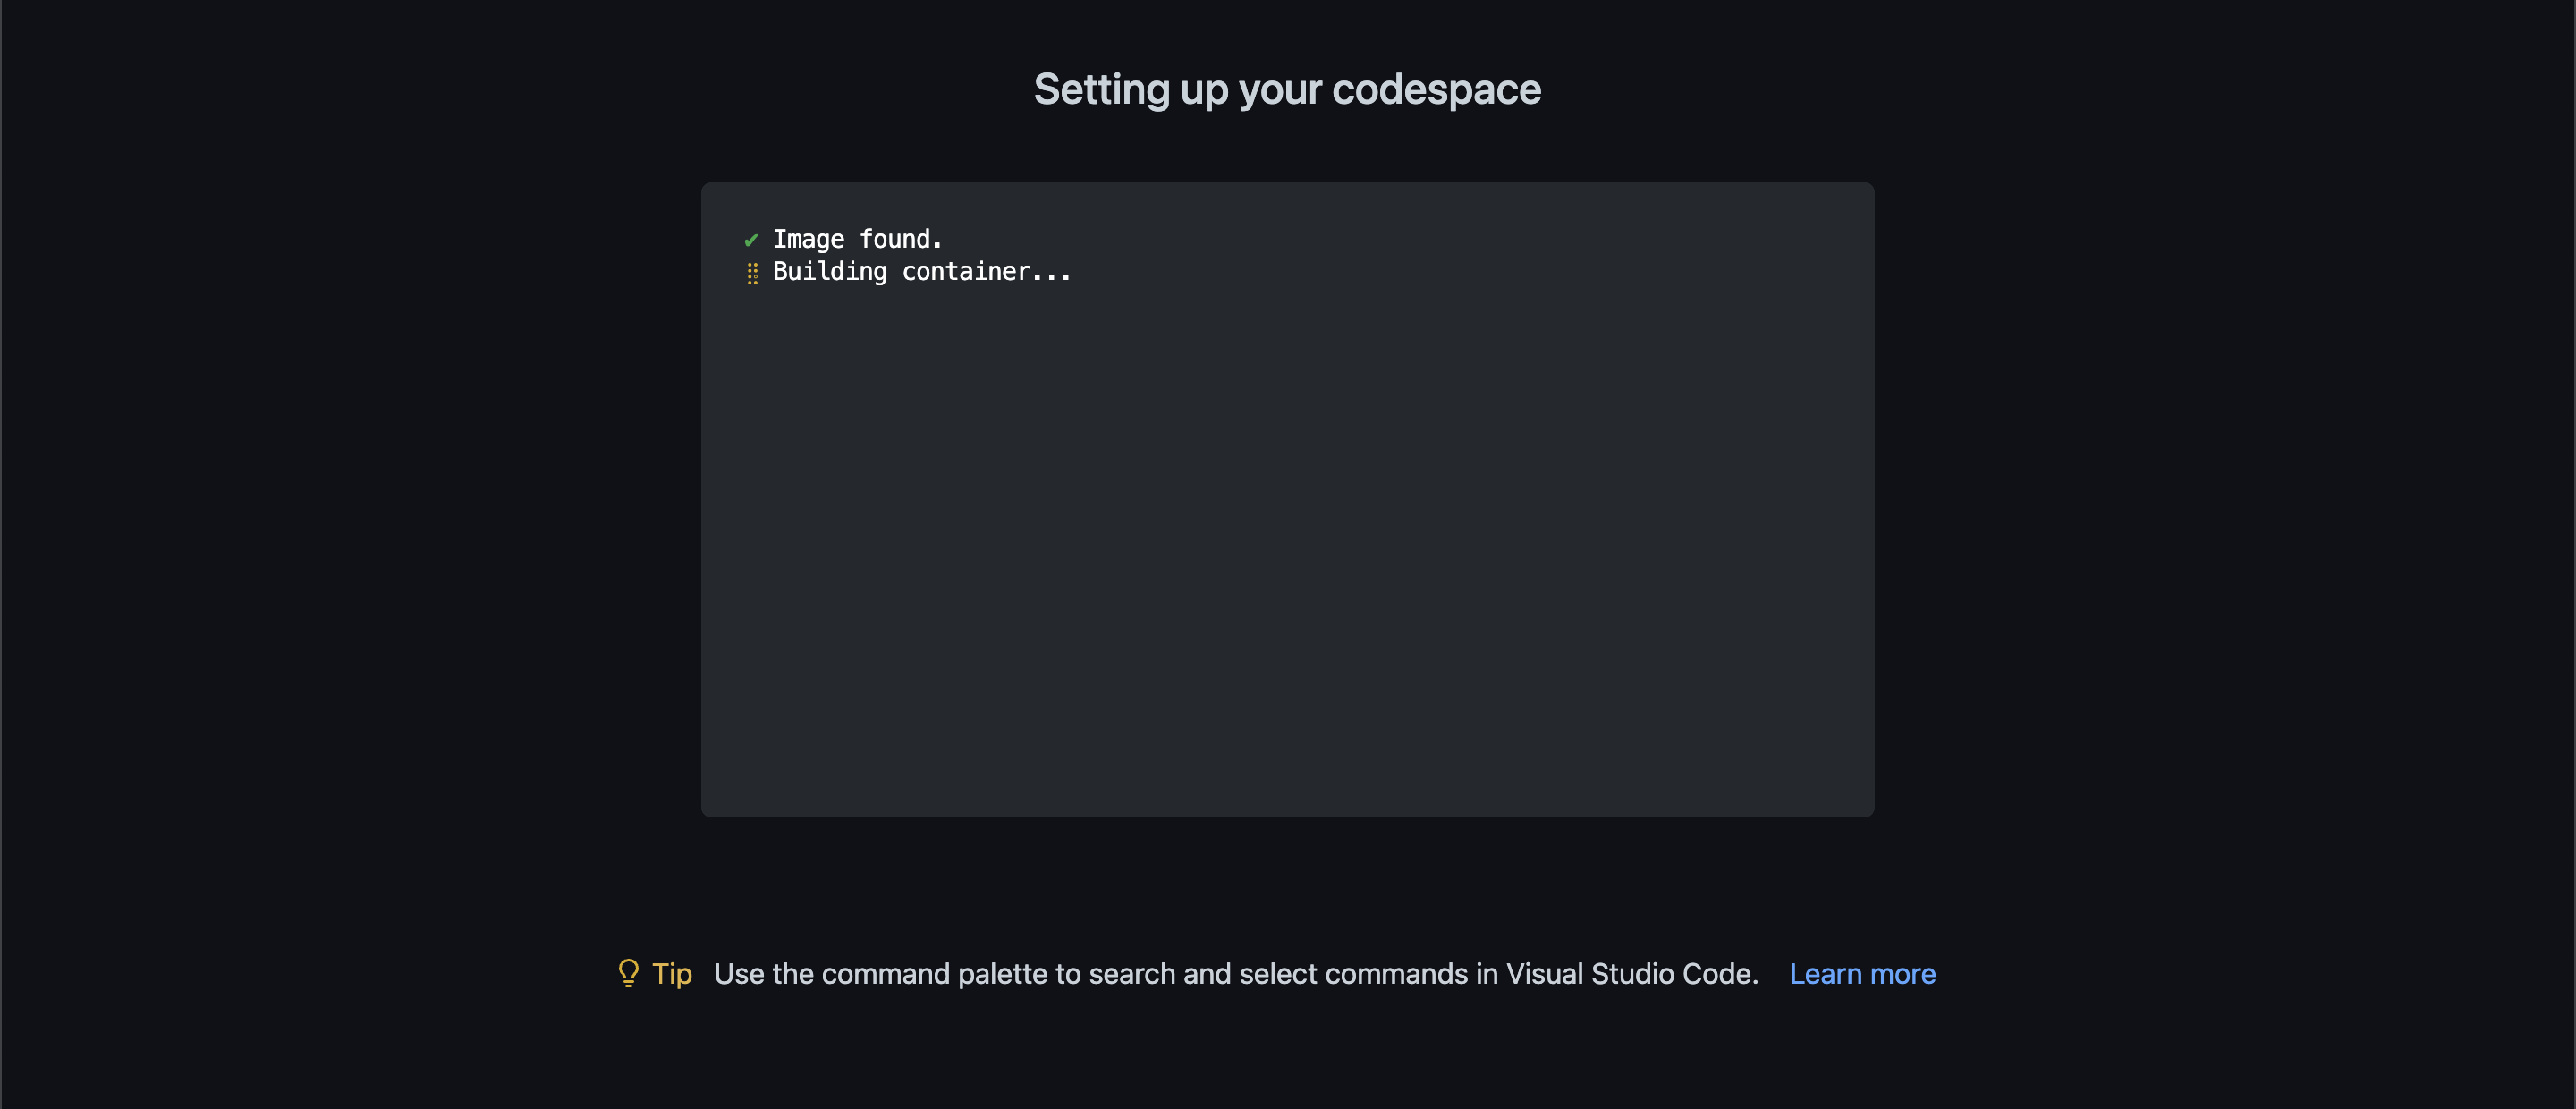 Setting up your codespace
✔ Image found.
⣿ Building container...
Tip Use the command palette to search and select commands in Visual Studio Code. Learn more